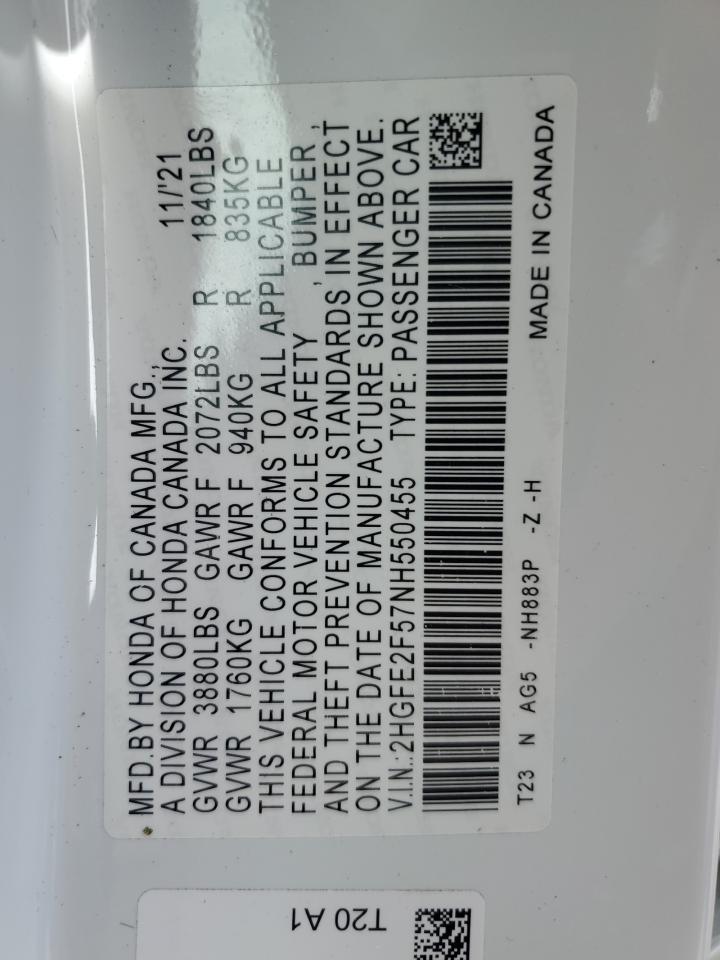 MFD.BY HONDA OF CANADA MFG.,
A DIVISION OF HONDA CANADA INC. 11/'21
GVWR 3880LBS GAWR F 2072LBS R 1840LBS
GVWR 1760KG GAWR F 940KG R 835KG
THIS VEHICLE CONFORMS TO ALL APPLICABLE
FEDERAL MOTOR VEHICLE SAFETY , BUMPER ,
AND THEFT PREVENTION STANDARDS IN EFFECT
ON THE DATE OF MANUFACTURE SHOWN ABOVE.
V.I.N.:2HGFE2F57NH550455 TYPE: PASSENGER CAR
T23 N AG5 -NH883P -Z -H MADE IN CANADA
T20 A1